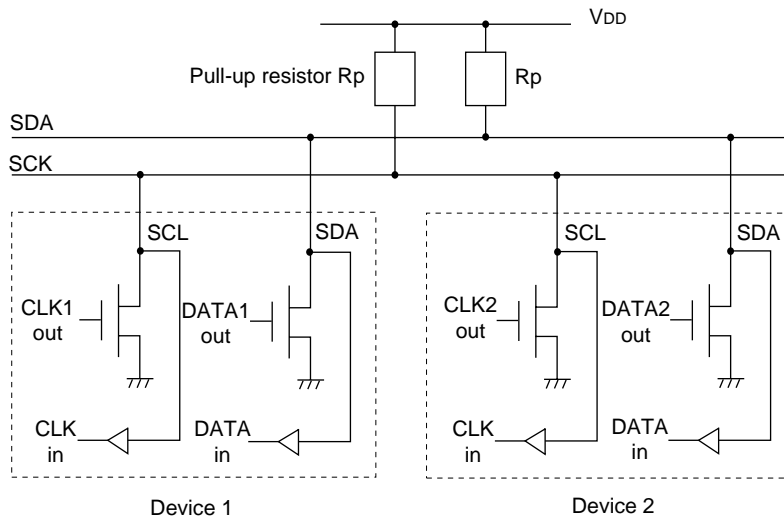 VDD
Pull-up resistor Rp
Rp
SDA
SCK
SCL
SDA
SCL
SDA
CLK1
out
DATA1
out
CLK2
out
DATA2
out
CLK
in
DATA
in
CLK
in
DATA
in
Device 1
Device 2